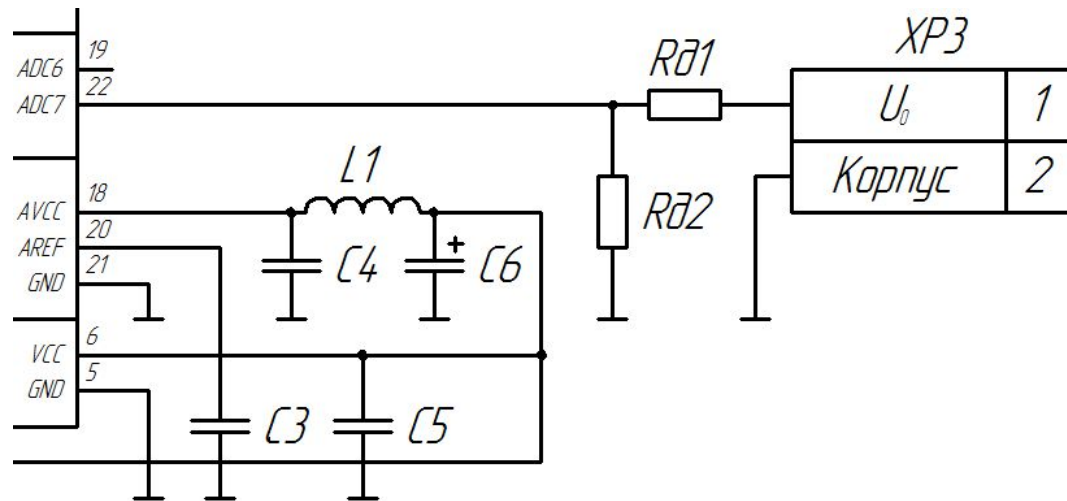 XP3
ADC6 19
ADC7 22
Rд1
U₀ 1
Корпус 2
Rд2
L1
AVCC 18
AREF 20
GND 21
C4
+
C6
VCC 6
GND 5
C3
C5